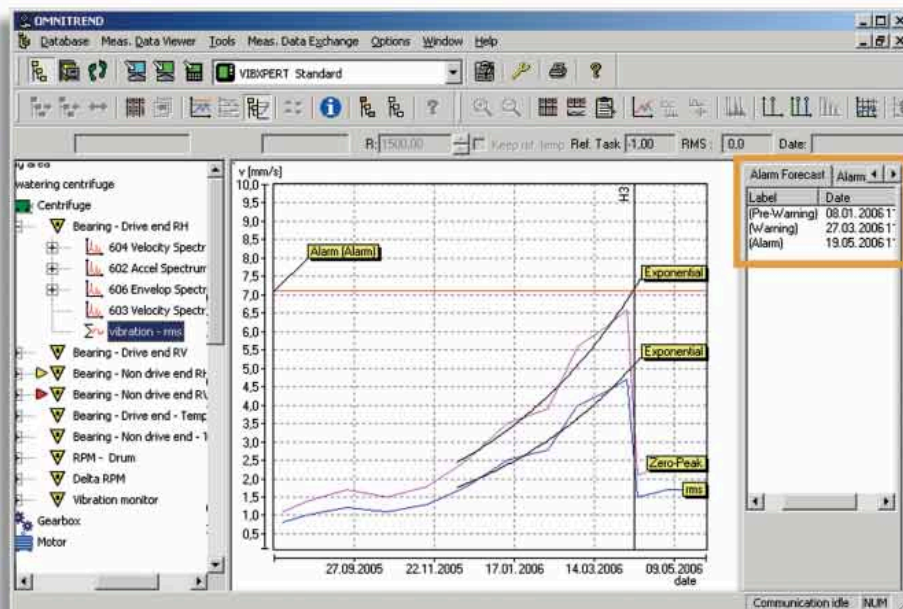 OMNITREND
Database Meas. Data Viewer Tools Meas. Data Exchange Options Window Help
VIBXPERT Standard
R: 1500,00 Keep ref. temp Ref. Task -1,00 RMS : 0,0 Date:
watering centrifuge
Centrifuge
Bearing - Drive end RH
604 Velocity Spectr
602 Accel Spectrum
606 Envelop Spectr
603 Velocity Spectr
vibration - rms
Bearing - Drive end RV
Bearing - Non drive end RH
Bearing - Non drive end RV
Bearing - Drive end - Temp
Bearing - Non drive end - T
RPM - Drum
Delta RPM
Vibration monitor
Gearbox
Motor
v [mm/s]
10,0
9,5
9,0
8,5
8,0
7,5
7,0
6,5
6,0
5,5
5,0
4,5
4,0
3,5
3,0
2,5
2,0
1,5
1,0
0,5
H3
Alarm (Alarm)
Exponential
Exponential
Zero-Peak
rms
27.09.2005 22.11.2005 17.01.2006 14.03.2006 09.05.2006
date
Alarm Forecast Alarm
Label Date
(Pre-Warning) 08.01.2006 1
(Warning) 27.03.2006 1
(Alarm) 19.05.2006 1
Communication idle NUM